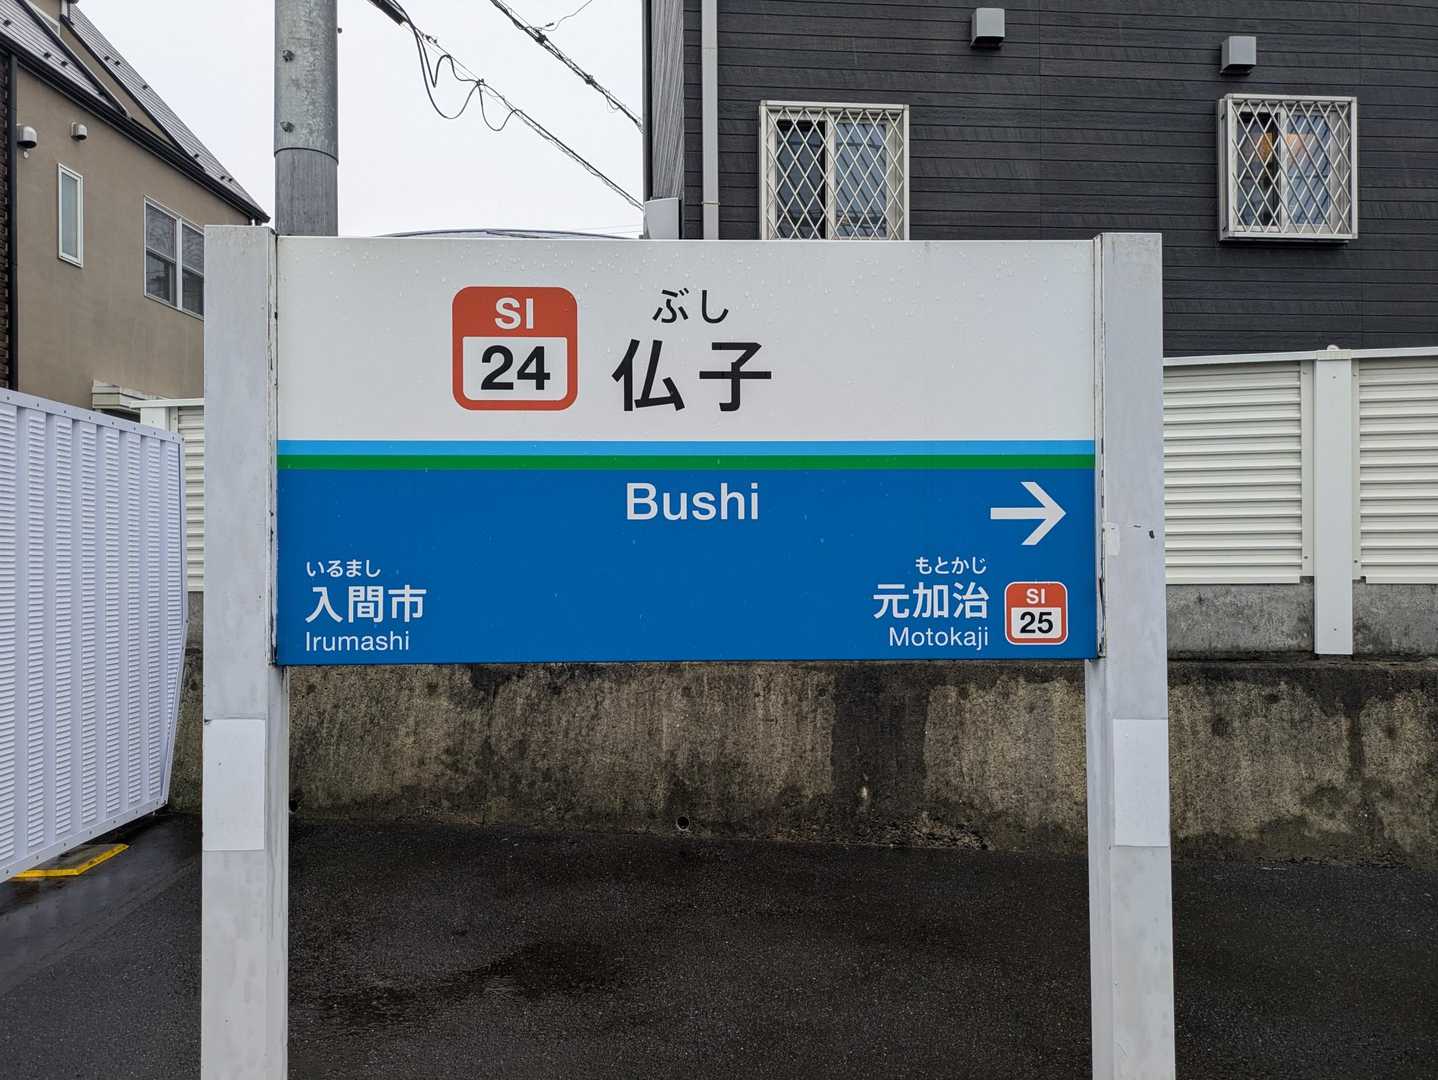 SI
24
ぶし
仏子
Bushi
→
いるまし
入間市
Irumashi
もとかじ
元加治
Motokaji
SI
25